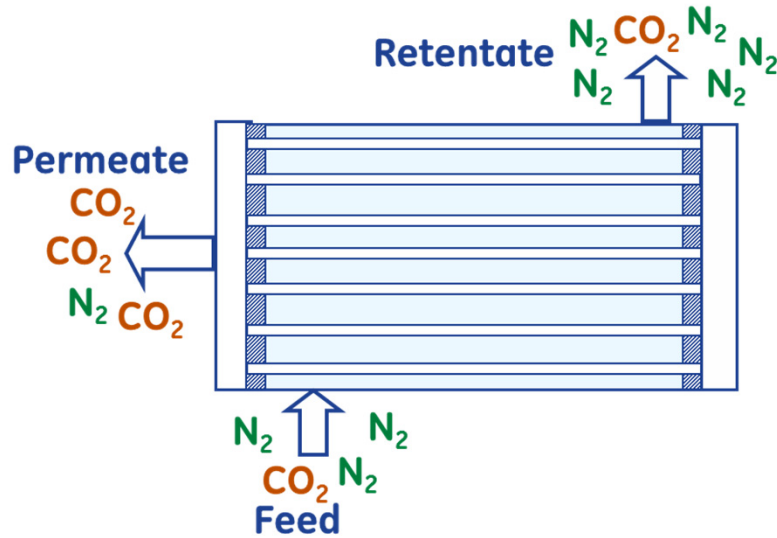 N₂ CO₂ N₂
Retentate
N₂
N₂ N₂
Permeate
CO₂
CO₂
N₂ CO₂
N₂ N₂
CO₂ N₂
Feed